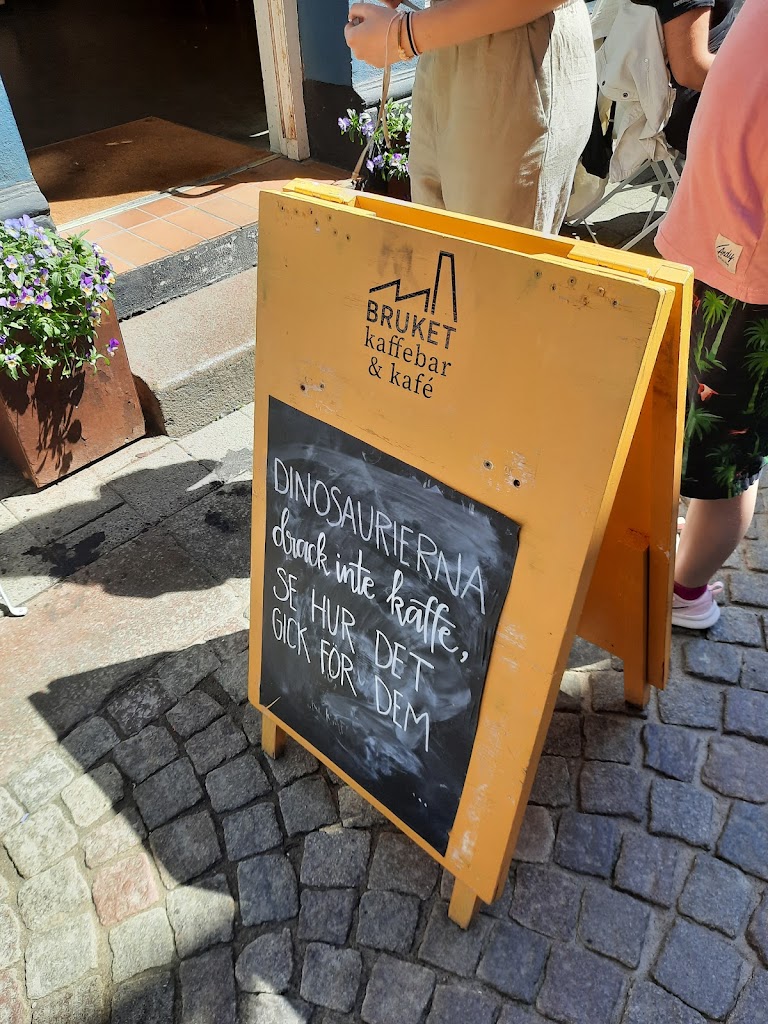 BRUKET
kaffebar
& kafé
DINOSAURIERNA
drack inte kaffe,
SE HUR DET
GICK FÖR DEM
...